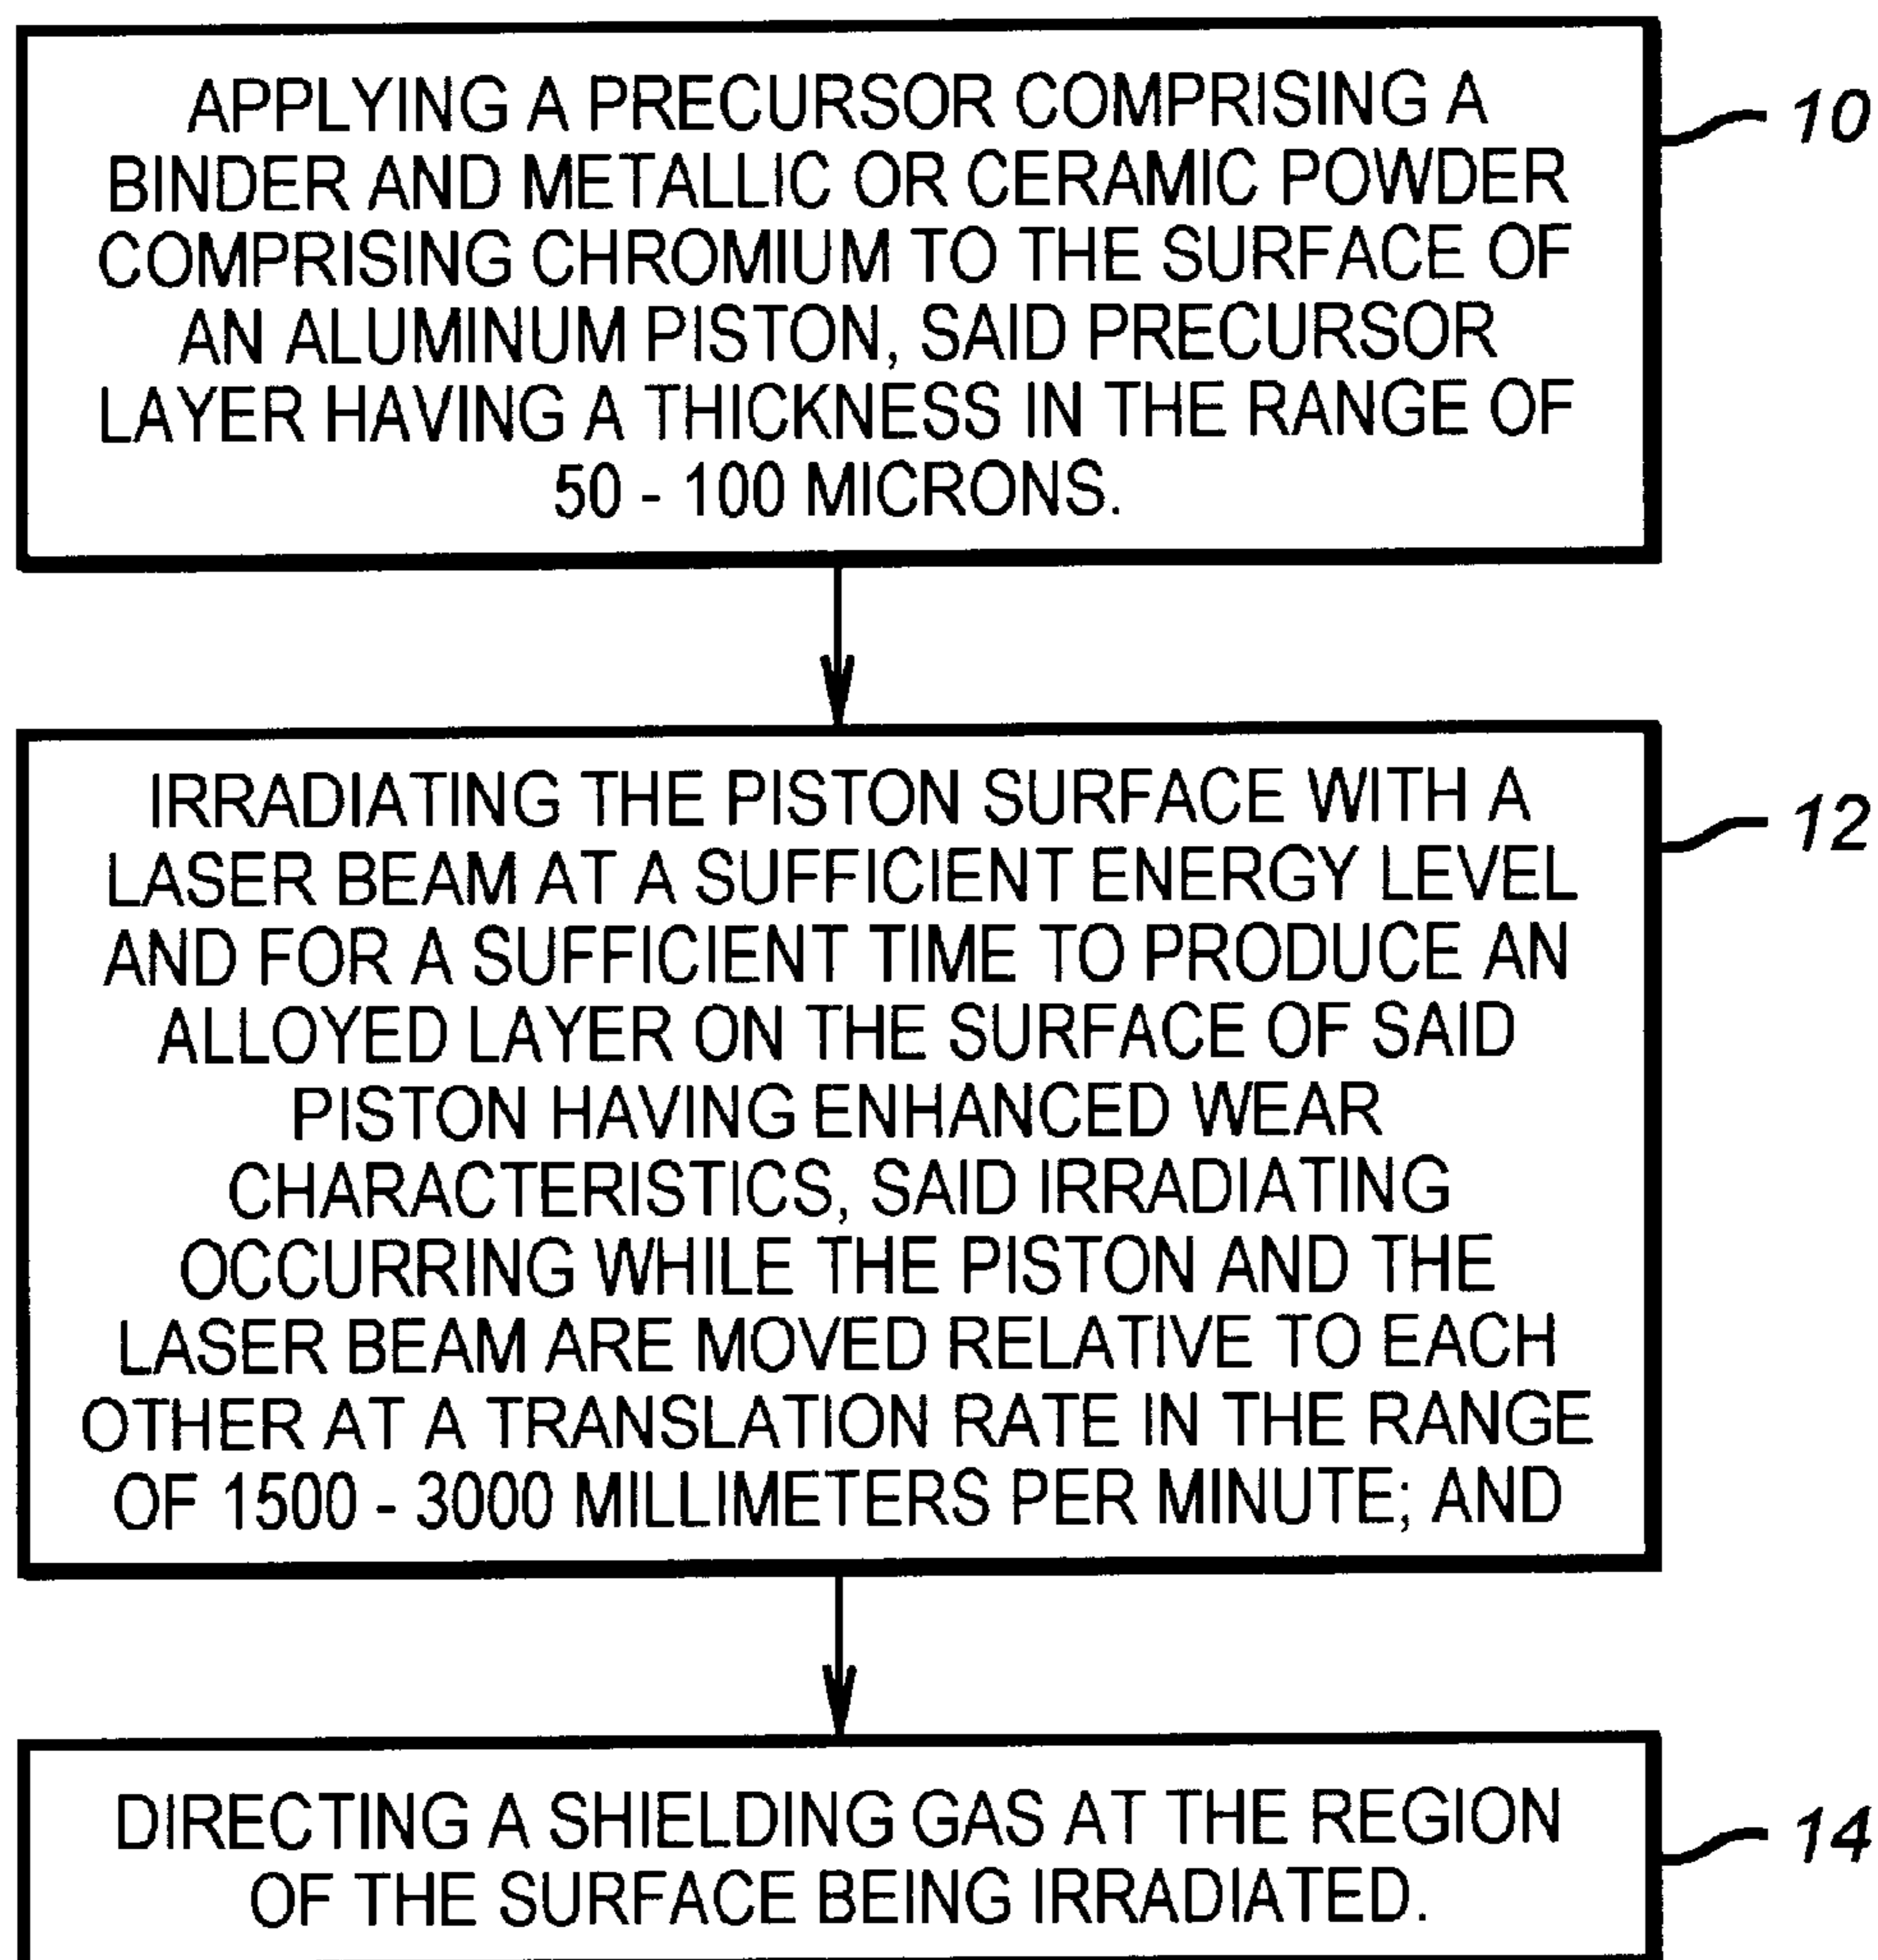 APPLYING A PRECURSOR COMPRISING A
BINDER AND METALLIC OR CERAMIC POWDER
COMPRISING CHROMIUM TO THE SURFACE OF
AN ALUMINUM PISTON, SAID PRECURSOR
LAYER HAVING A THICKNESS IN THE RANGE OF
50 - 100 MICRONS.
10
IRRADIATING THE PISTON SURFACE WITH A
LASER BEAM AT A SUFFICIENT ENERGY LEVEL
AND FOR A SUFFICIENT TIME TO PRODUCE AN
ALLOYED LAYER ON THE SURFACE OF SAID
PISTON HAVING ENHANCED WEAR
CHARACTERISTICS, SAID IRRADIATING
OCCURRING WHILE THE PISTON AND THE
LASER BEAM ARE MOVED RELATIVE TO EACH
OTHER AT A TRANSLATION RATE IN THE RANGE
OF 1500 - 3000 MILLIMETERS PER MINUTE; AND
12
DIRECTING A SHIELDING GAS AT THE REGION
OF THE SURFACE BEING IRRADIATED.
14